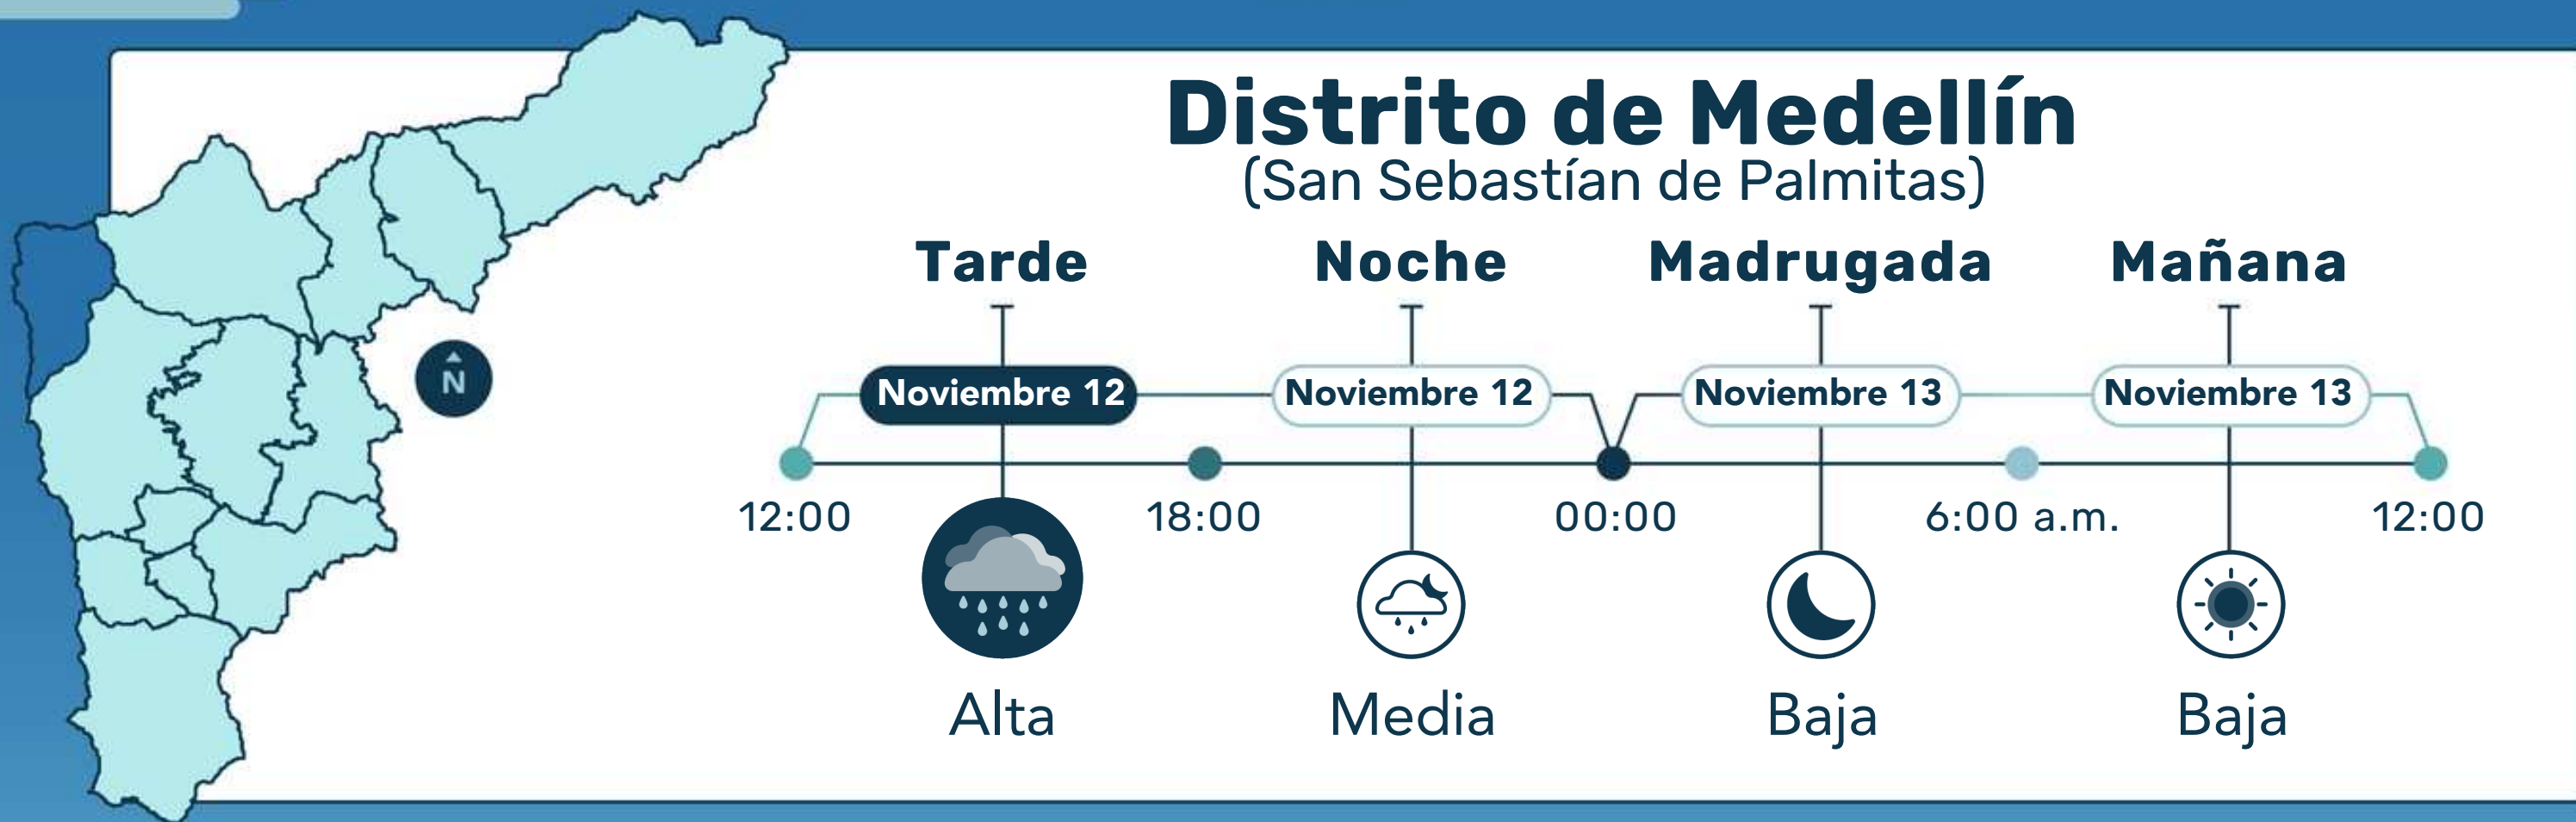 Distrito de Medellín
(San Sebastían de Palmitas)
Tarde Noche Madrugada Mañana
Noviembre 12 Noviembre 12 Noviembre 13 Noviembre 13
N
12:00 18:00 00:00 6:00 a.m. 12:00
Alta Media Baja Baja